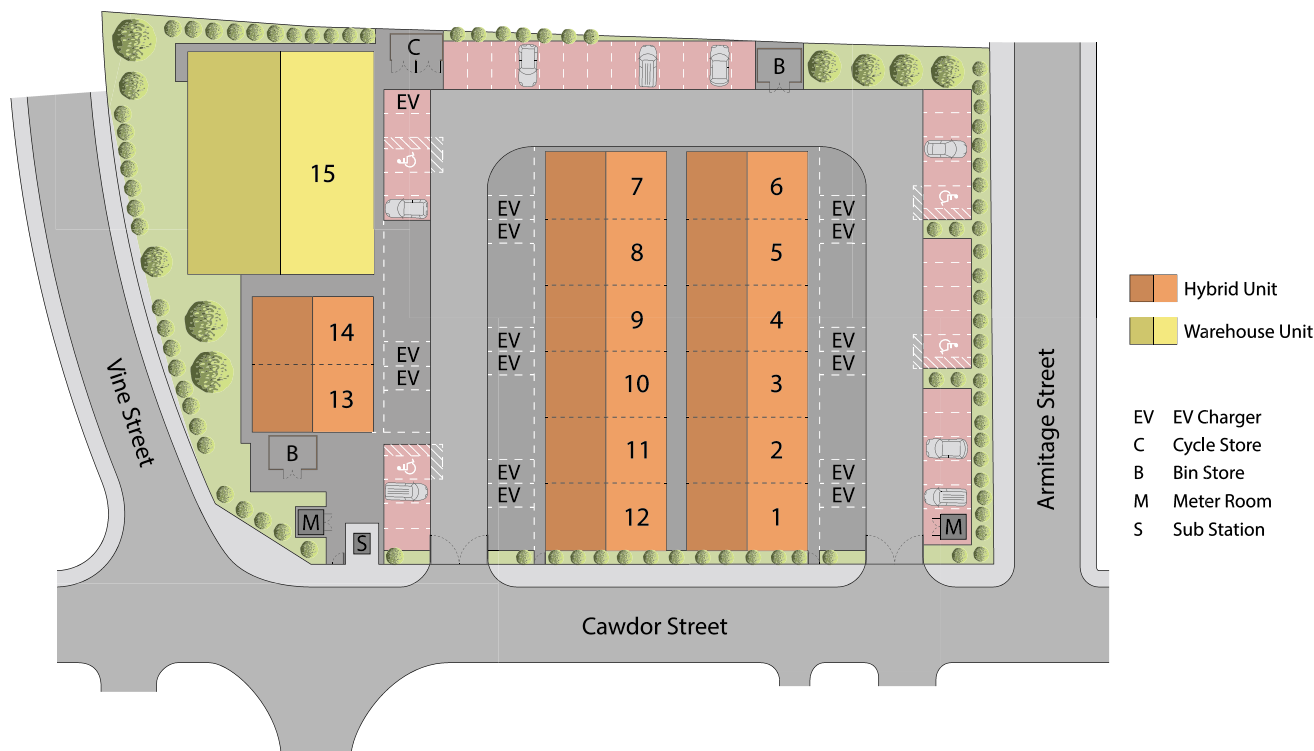 C
B
EV
15
7
6
EV
EV
EV
EV
8
5
14
9
4
EV
EV
EV
EV
EV
EV
13
10
3
B
11
2
EV
EV
EV
EV
12
1
M
S
M
Vine Street
Armitage Street
Cawdor Street
Hybrid Unit
Warehouse Unit
EV EV Charger
C Cycle Store
B Bin Store
M Meter Room
S Sub Station